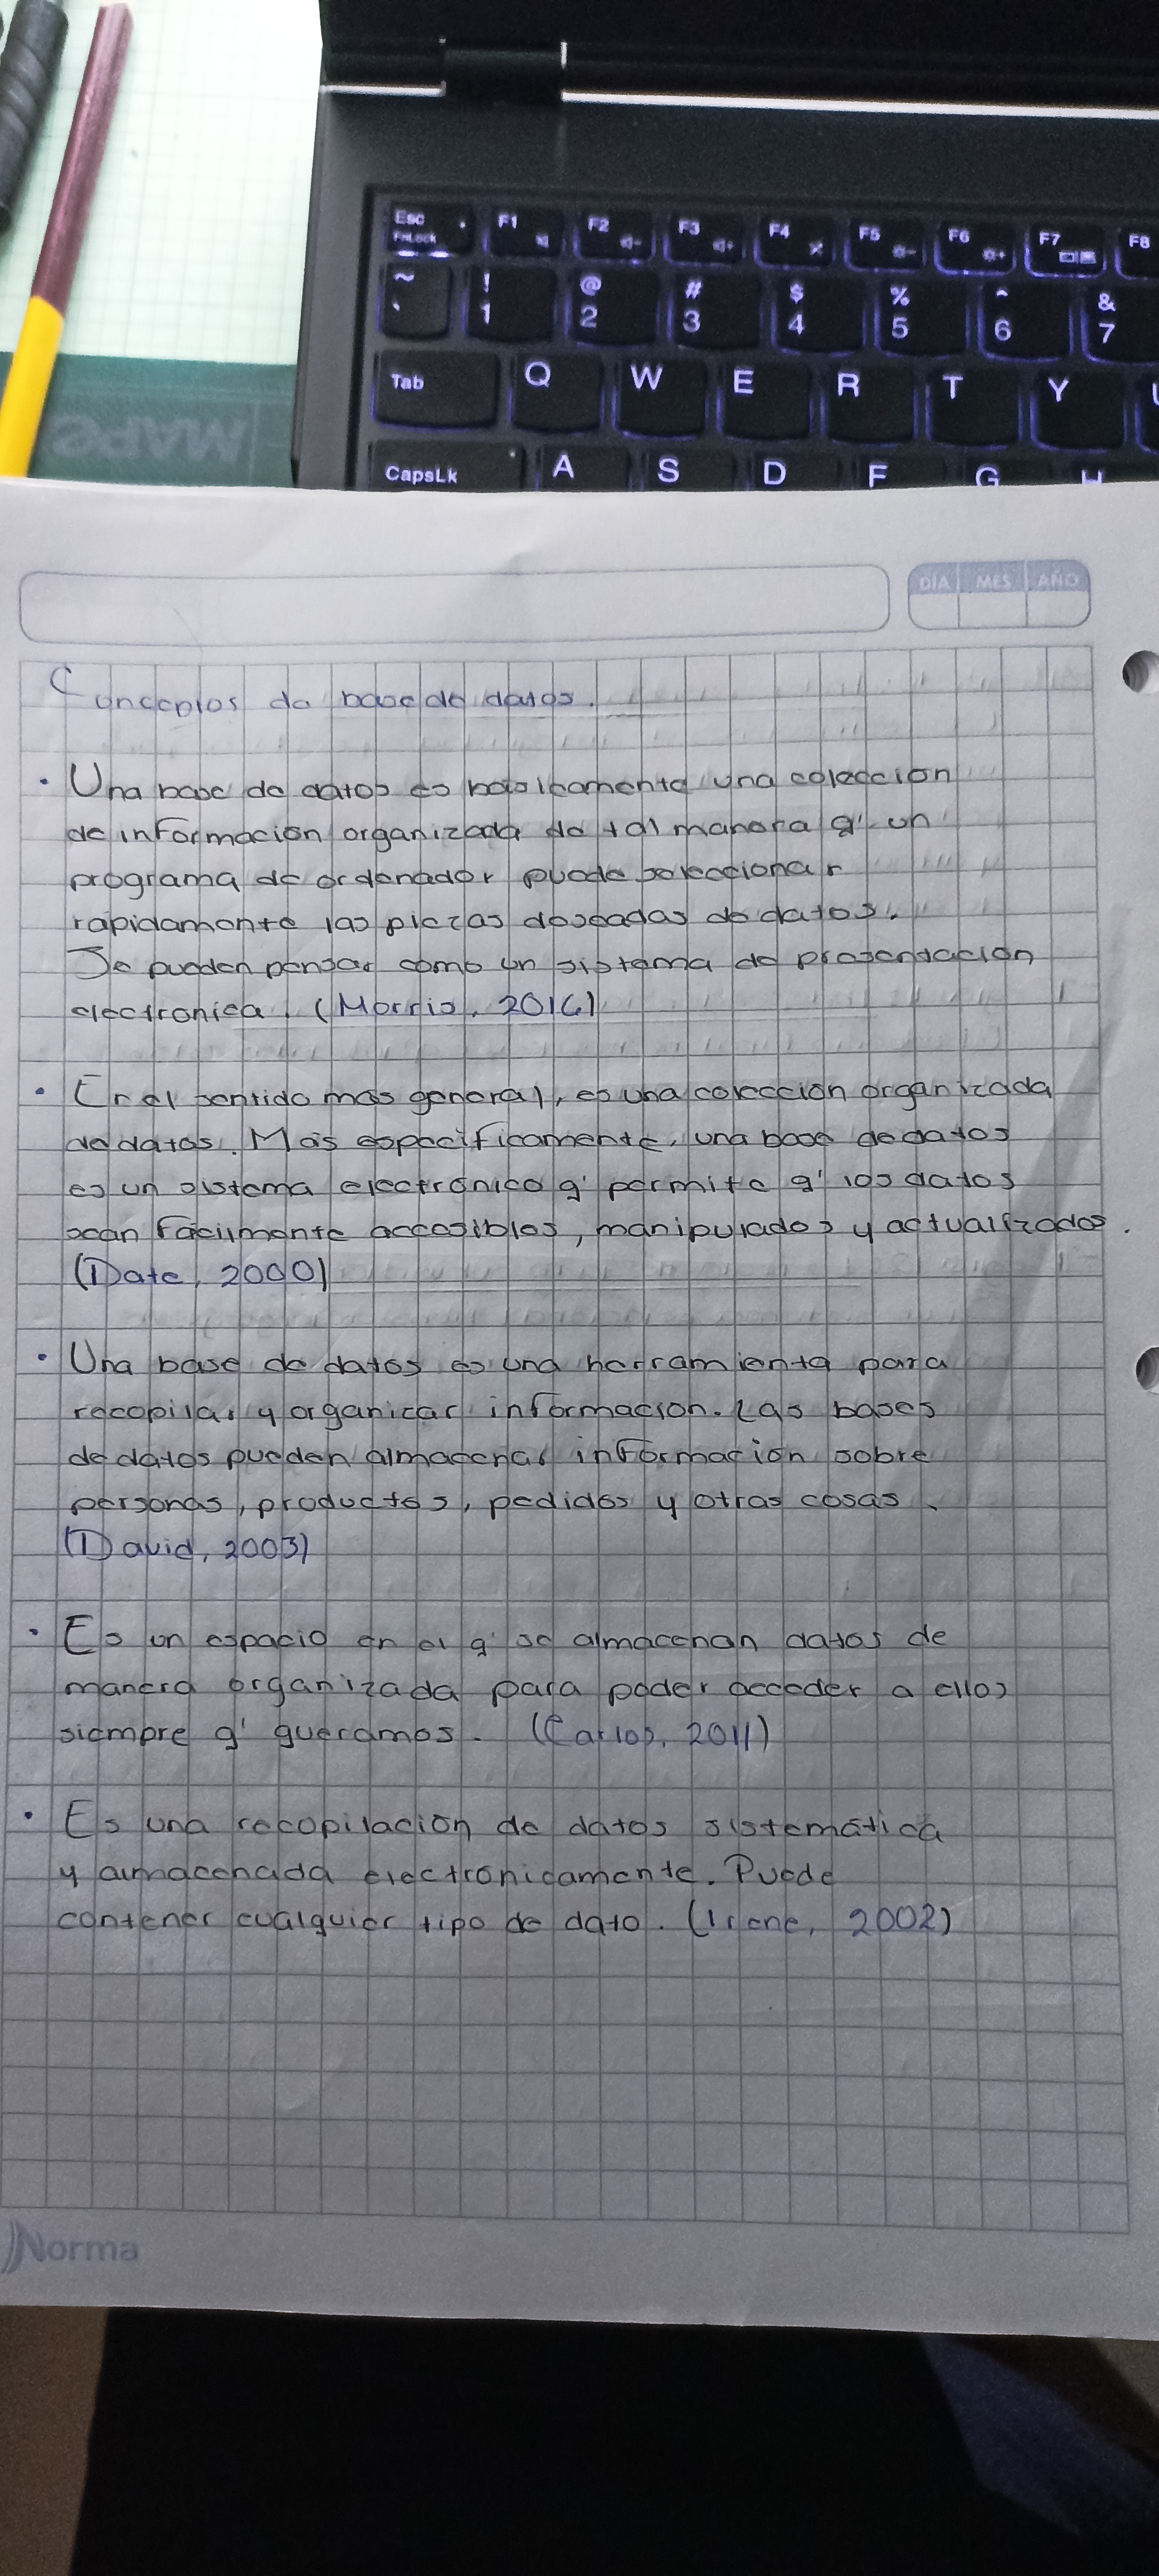 Esc
FnLock
F1
F2
F3
F4
F5
F6
F7
F8
~
`
!
1
@
2
#
3
$
4
%
5
^
6
&
7
Tab
Q
W
E
R
T
Y
CapsLk
A
S
D
F
G
H
DÍA MES AÑO
Conceptos de base de datos.
• Una base de datos es basicamente una colección
de información organizada de tal manera q' un
programa de ordenador puede seleccionar
rapidamente las piezas deseadas de datos.
Se pueden pensar como un sistema de presentación
electronica. (Morris, 2016)
• En el sentido más general, es una colección organizada
de datos. Más especificamente, una base de datos
es un sistema electrónico q' permite q' los datos
sean fácilmente accesibles, manipulados y actualizados.
(Date, 2000)
• Una base de datos es una herramienta para
recopilar y organizar información. Las bases
de datos pueden almacenar información sobre
personas, productos, pedidos y otras cosas.
(David, 2003)
• Es un espacio en el q' se almacenan datos de
manera organizada para poder acceder a ellos
siempre q' queramos. (Carlos, 2011)
• Es una recopilación de datos sistemática
y almacenada electronicamente. Puede
contener cualquier tipo de dato. (Irene, 2002)
Norma